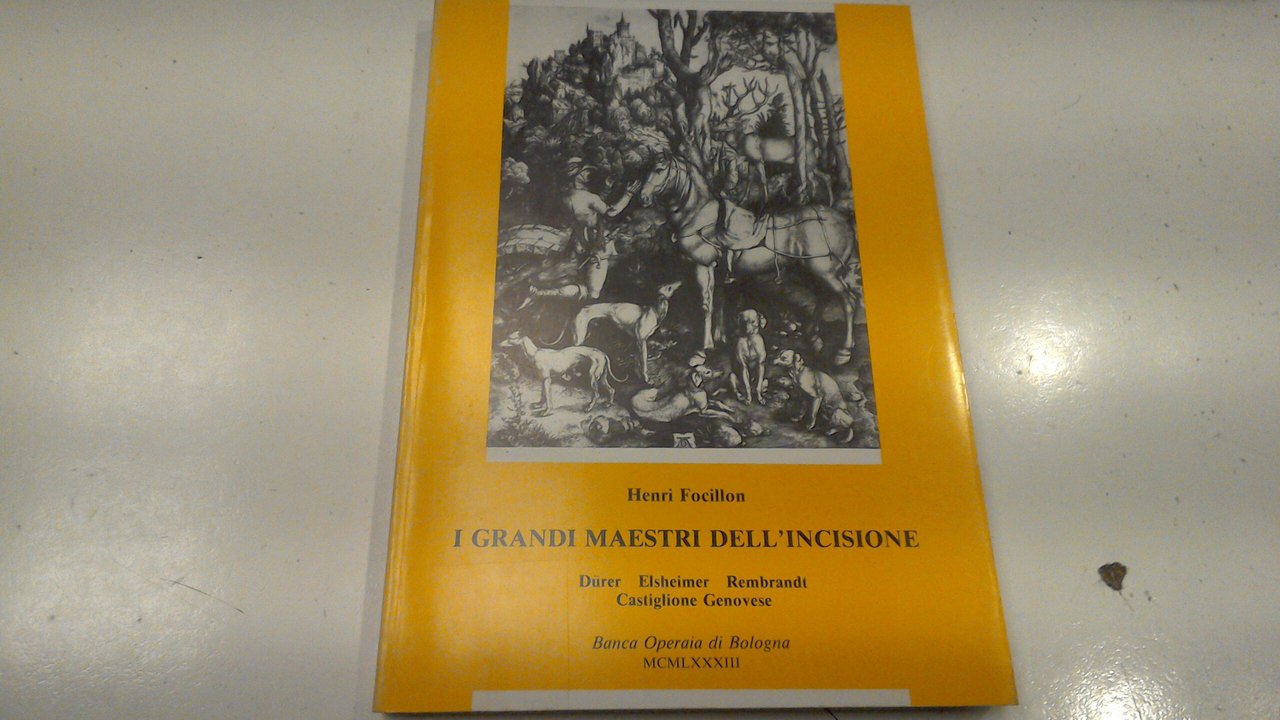 Henri Focillon
I GRANDI MAESTRI DELL'INCISIONE
Dürer Elsheimer Rembrandt
Castiglione Genovese
Banca Operaia di Bologna
MCMLXXXIII